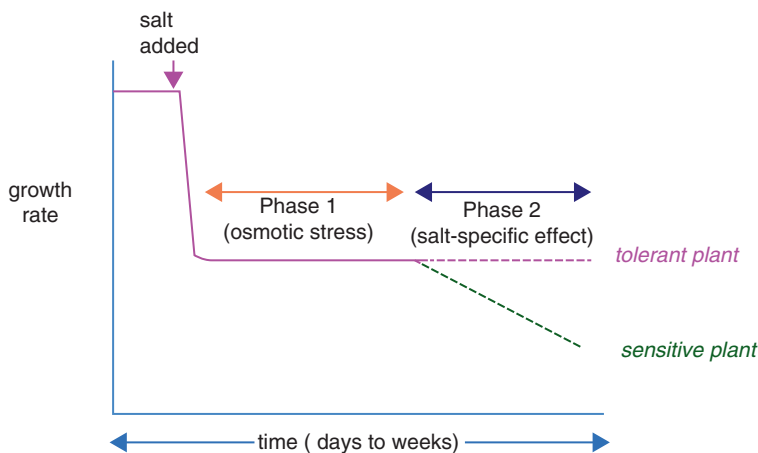 salt
added
growth
rate
Phase 1
(osmotic stress)
Phase 2
(salt-specific effect)
tolerant plant
sensitive plant
time ( days to weeks)